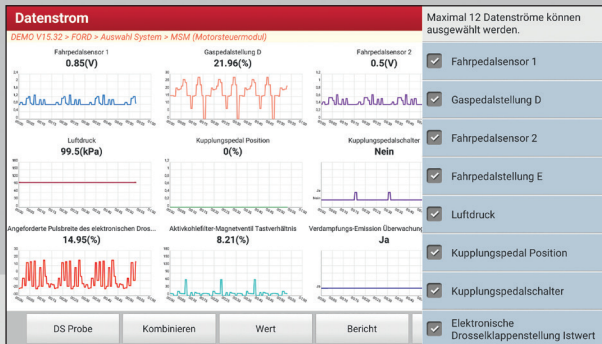 Datenstrom
DEMO V15.32 > FORD > Auswahl System > MSM (Motorsteuermodul)
Fahrpedalsensor 1
0.85(V)
Gaspedalstellung D
21.96(%)
Fahrpedalsensor 2
0.5(V)
Luftdruck
99.5(kPa)
Kupplungspedal Position
0(%)
Kupplungspedalschalter
Nein
Angeforderte Pulsbreite des elektronischen Dros...
14.95(%)
Aktivkohlefilter-Magnetventil Tastverhältnis
8.21(%)
Verdampfungs-Emission Überwachung
Ja
DS Probe
Kombinieren
Wert
Bericht
Maximal 12 Datenströme können
ausgewählt werden.
Fahrpedalsensor 1
Gaspedalstellung D
Fahrpedalsensor 2
Fahrpedalstellung E
Luftdruck
Kupplungspedal Position
Kupplungspedalschalter
Elektronische
Drosselklappenstellung Istwert